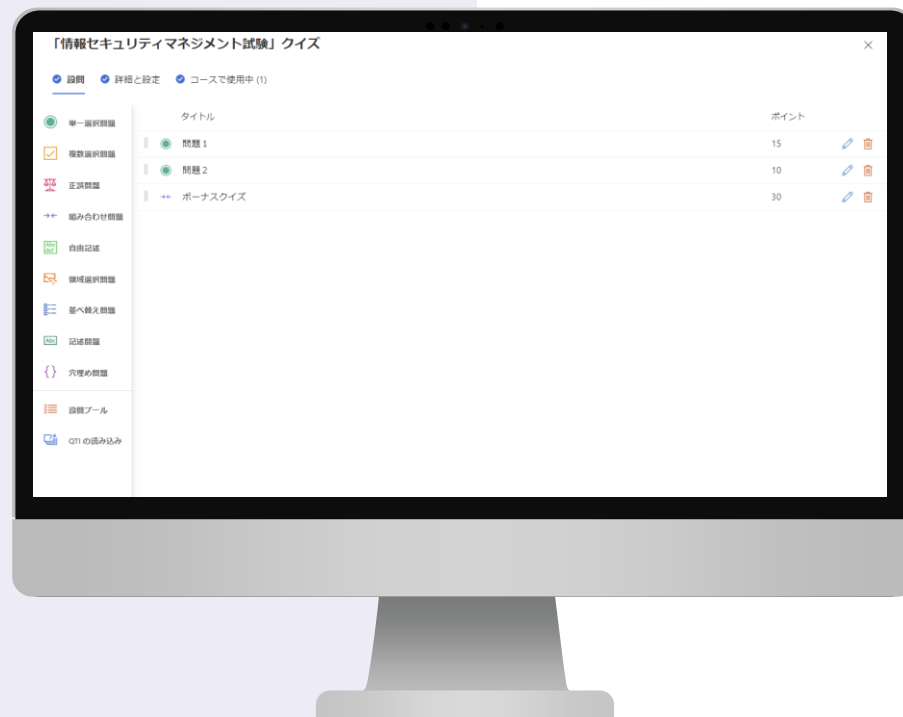 「情報セキュリティマネジメント試験」クイズ
設問 詳細と設定 コースで使用中 (1)
タイトル ポイント
単一選択問題
複数選択問題
正誤問題
組み合わせ問題
自由記述
領域選択問題
並べ替え問題
記述問題
穴埋め問題
設問プール
QTI の読み込み
問題 1 15
問題 2 10
ボーナスクイズ 30
Abc
def
Abc